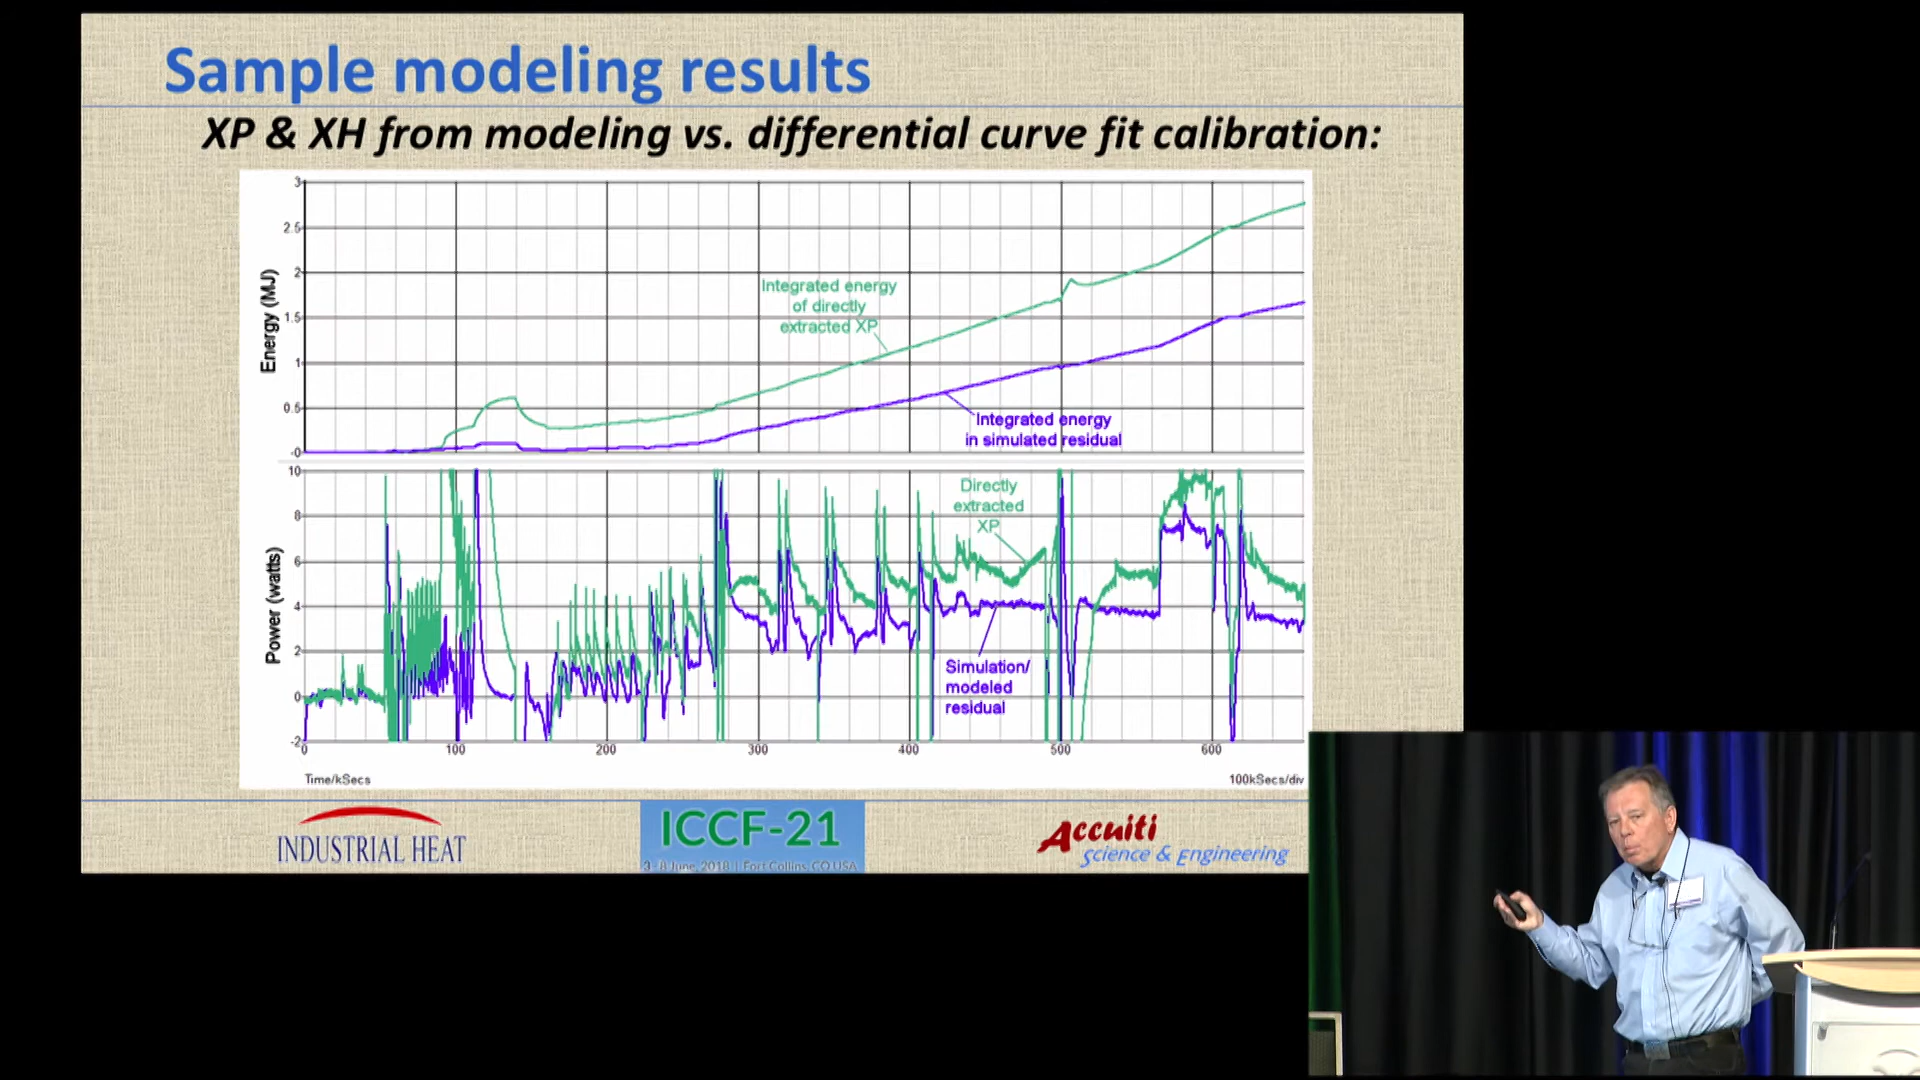 Sample modeling results
XP & XH from modeling vs. differential curve fit calibration:
3
2.5
2
1.5
1
0.5
-0
Energy (MJ)
Integrated energy
of directly
extracted XP
Integrated energy
in simulated residual
10
8
6
4
2
0
-2
Power (watts)
Directly
extracted
XP
Simulation/
modeled
residual
0 100 200 300 400 500 600
Time/kSecs 100kSecs/div
INDUSTRIAL HEAT
ICCF-21
3-8 June, 2018 | Fort Collins CO USA
Accuiti
Science & Engineering